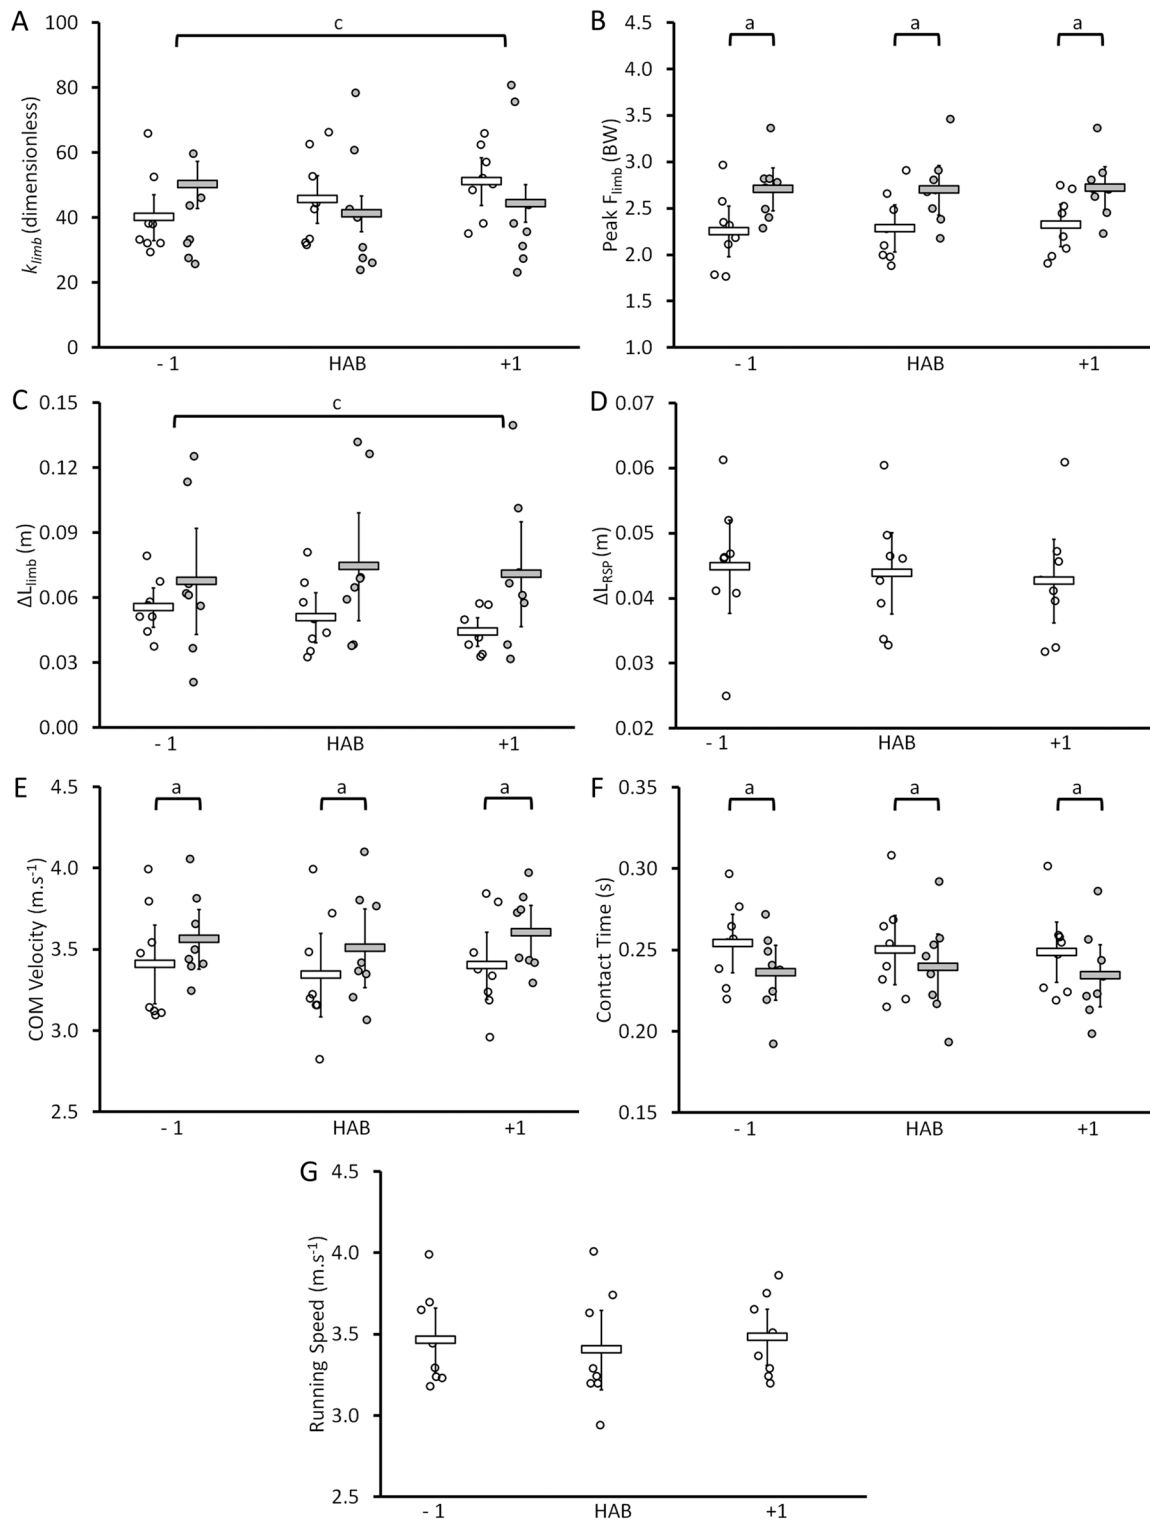 A
c
100
80
60
40
20
0
k_limb (dimensionless)
- 1
HAB
+1
B
a
a
a
4.5
4.0
3.5
3.0
2.5
2.0
1.5
1.0
Peak F_limb (BW)
- 1
HAB
+1
C
c
0.15
0.12
0.09
0.06
0.03
0.00
ΔL_limb (m)
- 1
HAB
+1
D
0.07
0.06
0.05
0.04
0.03
0.02
ΔL_RSP (m)
- 1
HAB
+1
E
a
a
a
4.5
4.0
3.5
3.0
2.5
COM Velocity (m.s⁻¹)
- 1
HAB
+1
F
a
a
a
0.35
0.30
0.25
0.20
0.15
Contact Time (s)
- 1
HAB
+1
G
4.5
4.0
3.5
3.0
2.5
Running Speed (m.s⁻¹)
- 1
HAB
+1